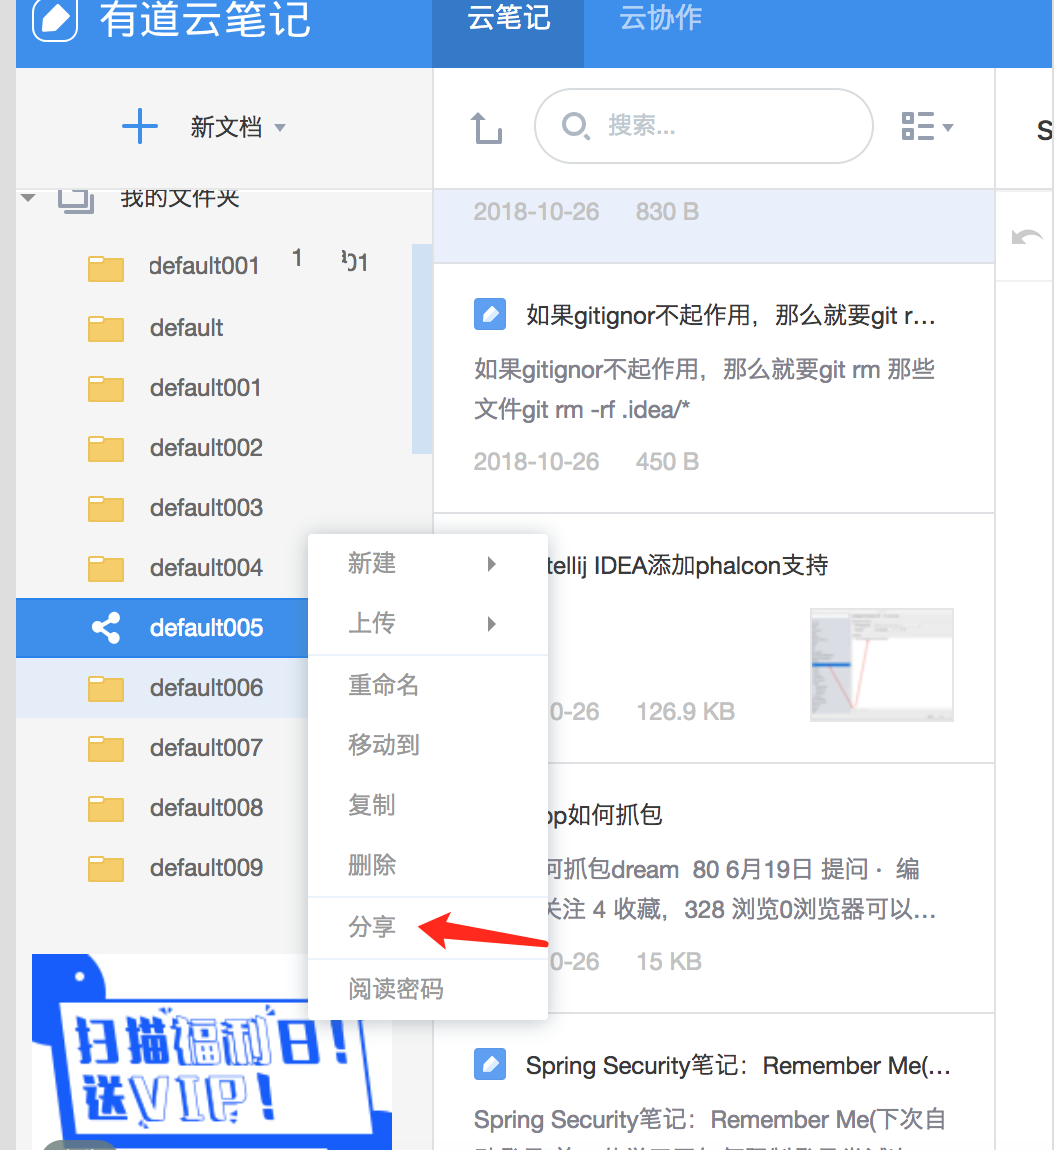 有道云笔记
云笔记
云协作
新文档
搜索...
S
我的文件夹
default001
1
01
default
default001
default002
default003
default004
default005
default006
default007
default008
default009
新建
上传
重命名
移动到
复制
删除
分享
阅读密码
2018-10-26 830 B
如果gitignor不起作用，那么就要git r...
如果gitignor不起作用，那么就要git rm 那些
文件git rm -rf .idea/*
2018-10-26 450 B
tellij IDEA添加phalcon支持
0-26 126.9 KB
op如何抓包
何抓包dream 80 6月19日 提问 · 编
关注 4 收藏，328 浏览0浏览器可以...
0-26 15 KB
Spring Security笔记：Remember Me(...
Spring Security笔记：Remember Me(下次自
扫描福利日！
送VIP！